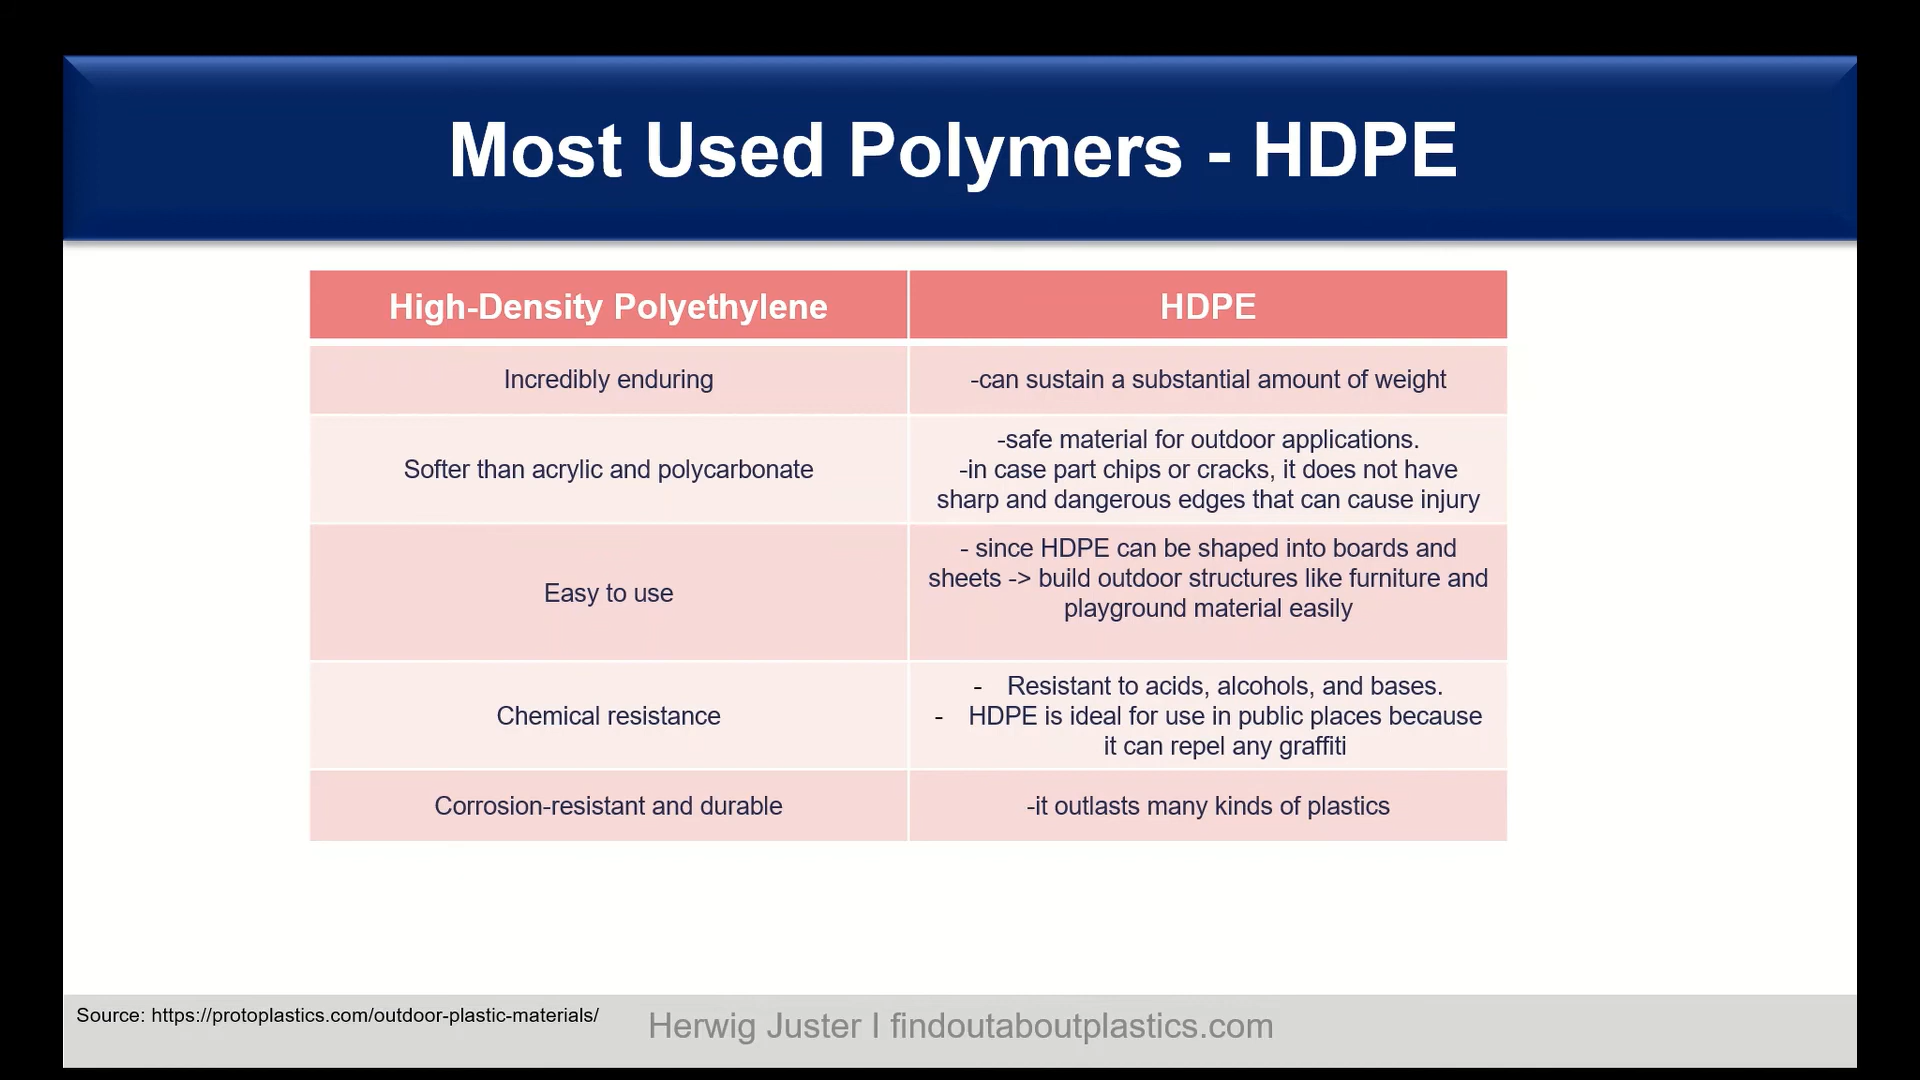 Most Used Polymers - HDPE
High-Density Polyethylene
HDPE
Incredibly enduring
-can sustain a substantial amount of weight
Softer than acrylic and polycarbonate
-safe material for outdoor applications.
-in case part chips or cracks, it does not have
sharp and dangerous edges that can cause injury
Easy to use
- since HDPE can be shaped into boards and
sheets -> build outdoor structures like furniture and
playground material easily
Chemical resistance
- Resistant to acids, alcohols, and bases.
- HDPE is ideal for use in public places because
it can repel any graffiti
Corrosion-resistant and durable
-it outlasts many kinds of plastics
Source: https://protoplastics.com/outdoor-plastic-materials/
Herwig Juster I findoutaboutplastics.com